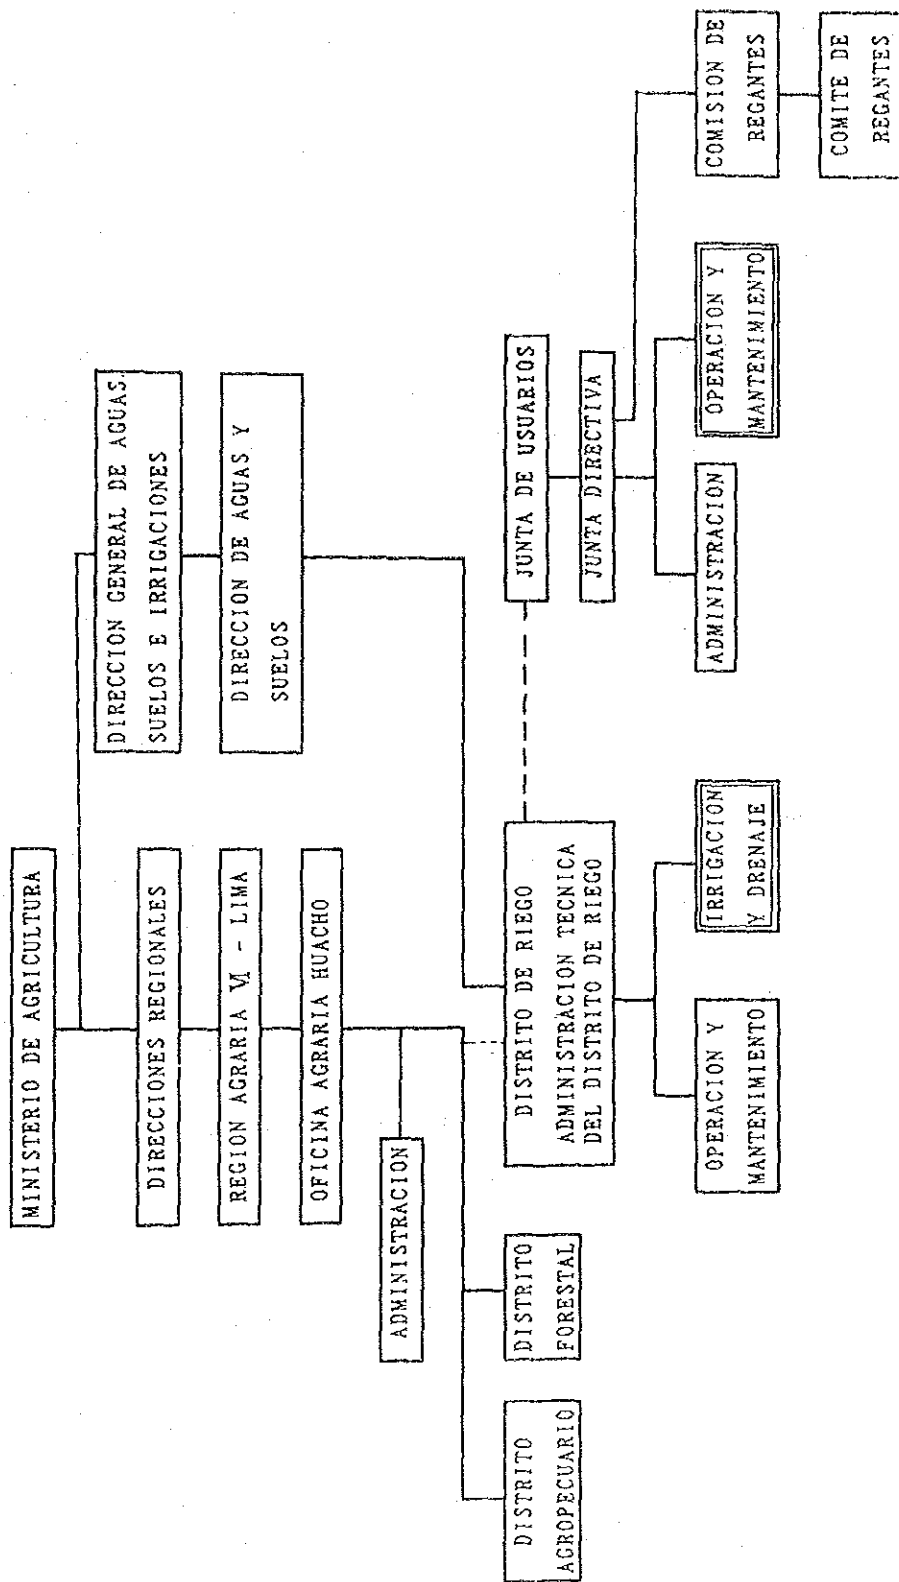 MINISTERIO DE AGRICULTURA
DIRECCION GENERAL DE AGUAS,
SUELOS E IRRIGACIONES
DIRECCIONES REGIONALES
REGION AGRARIA VI - LIMA
DIRECCION DE AGUAS Y
SUELOS
OFICINA AGRARIA HUACHO
ADMINISTRACION
DISTRITO
AGROPECUARIO
DISTRITO
FORESTAL
DISTRITO DE RIEGO
ADMINISTRACION TECNICA
DEL DISTRITO DE RIEGO
JUNTA DE USUARIOS
JUNTA DIRECTIVA
OPERACION Y
MANTENIMIENTO
IRRIGACION
Y DRENAJE
ADMINISTRACION
OPERACION Y
MANTENIMIENTO
COMISION DE
REGANTES
COMITE DE
REGANTES